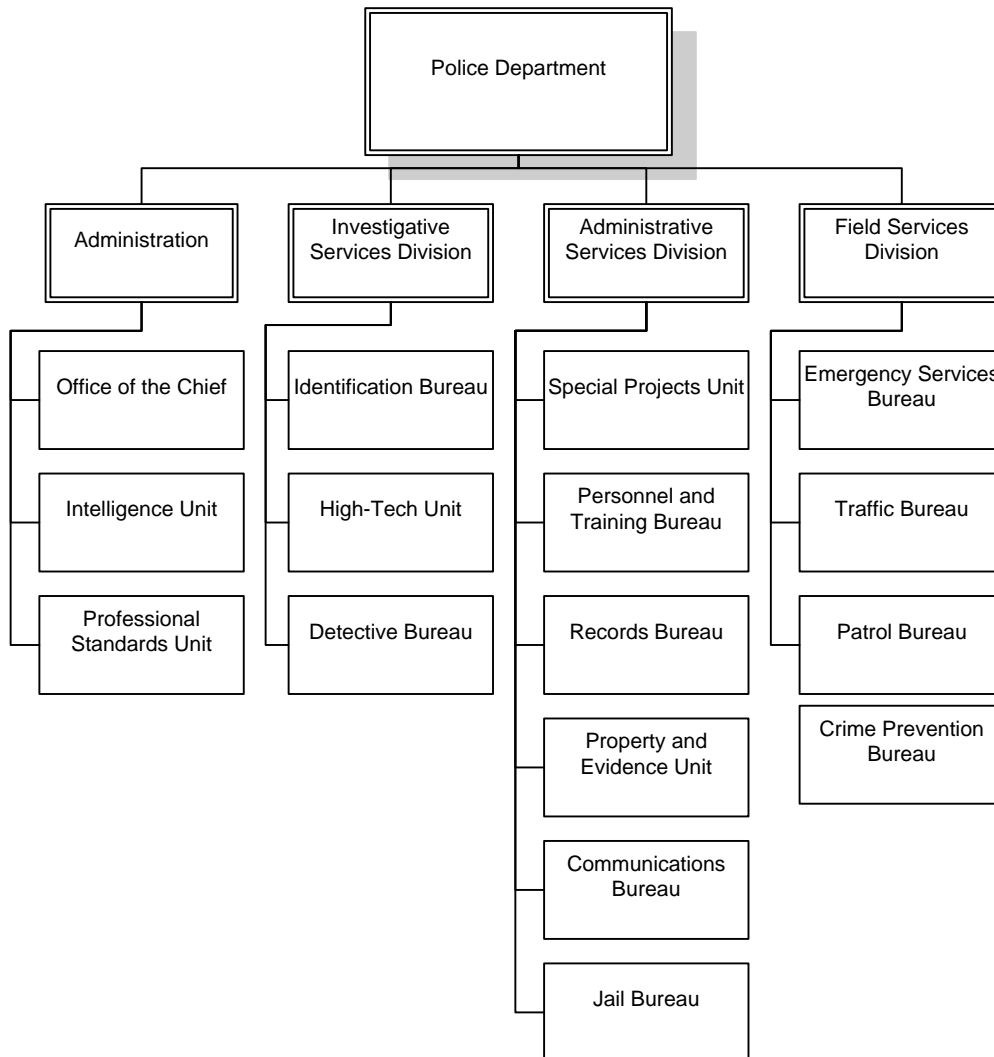 Police Department
Administration
Investigative
Services Division
Administrative
Services Division
Field Services
Division
Office of the Chief
Identification Bureau
Special Projects Unit
Emergency Services
Bureau
Intelligence Unit
High-Tech Unit
Personnel and
Training Bureau
Traffic Bureau
Professional
Standards Unit
Detective Bureau
Records Bureau
Patrol Bureau
Property and
Evidence Unit
Crime Prevention
Bureau
Communications
Bureau
Jail Bureau